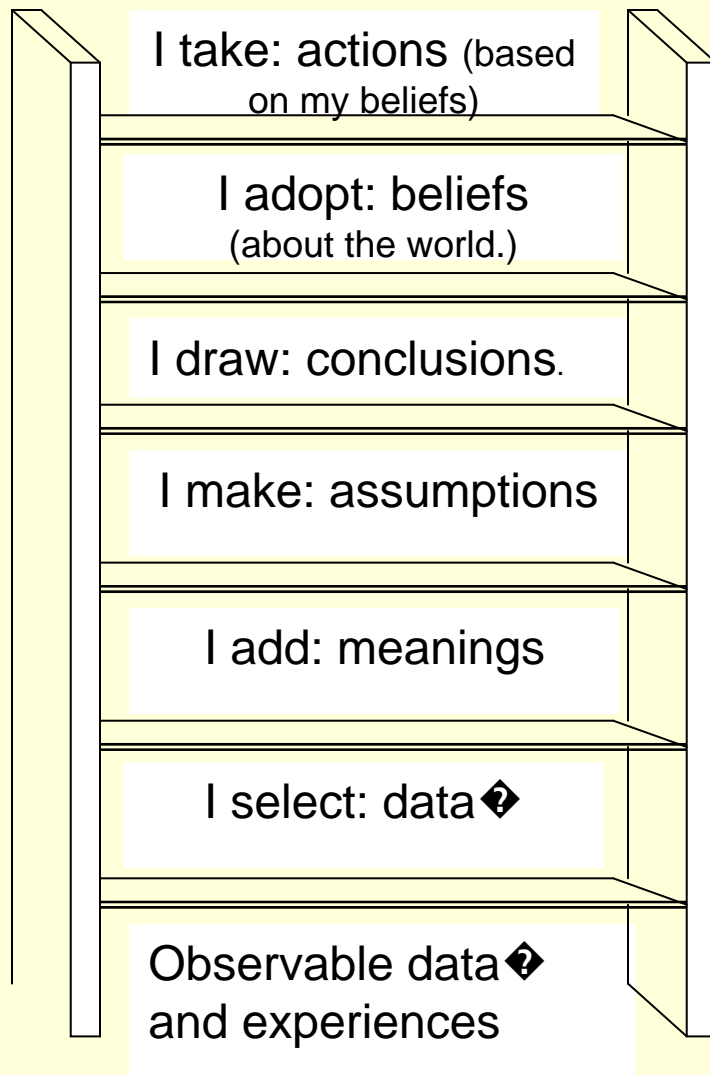 I take: actions (based
on my beliefs)
I adopt: beliefs
(about the world.)
I draw: conclusions.
I make: assumptions
I add: meanings
I select: data�
Observable data�
and experiences